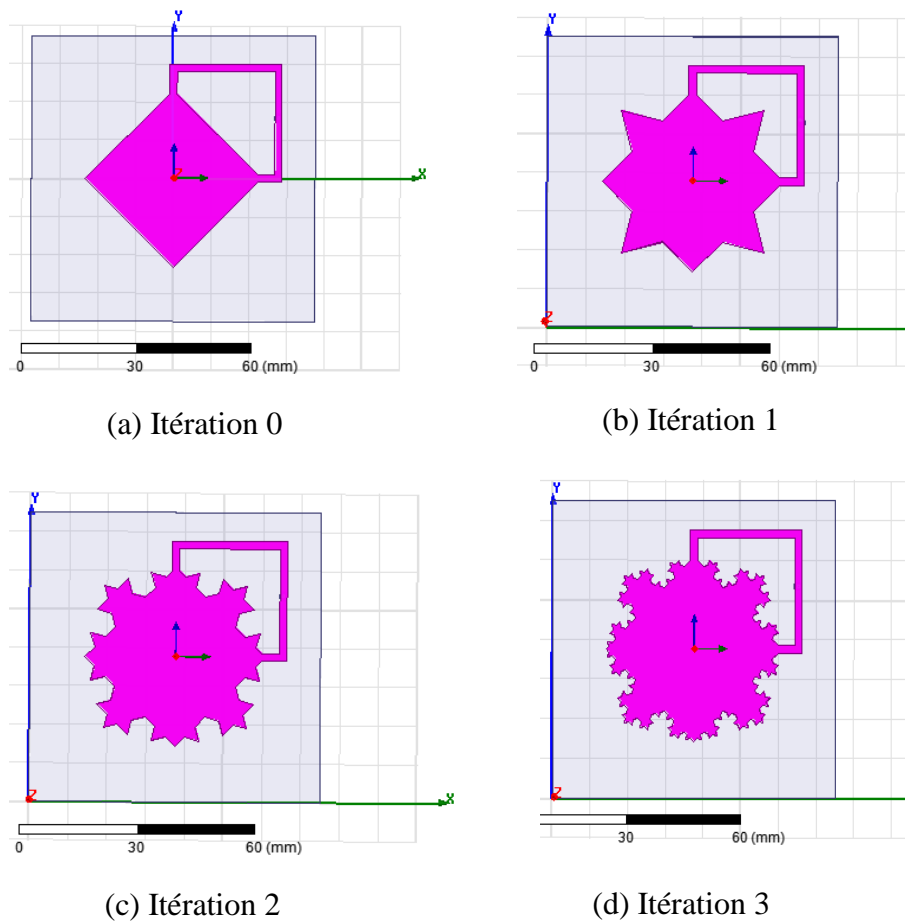 Y
Z
X
0 30 60 (mm)
(a) Itération 0
Y
Z
0 30 60 (mm)
(b) Itération 1
Y
Z
X
0 30 60 (mm)
(c) Itération 2
Y
Z
30 60 (mm)
(d) Itération 3